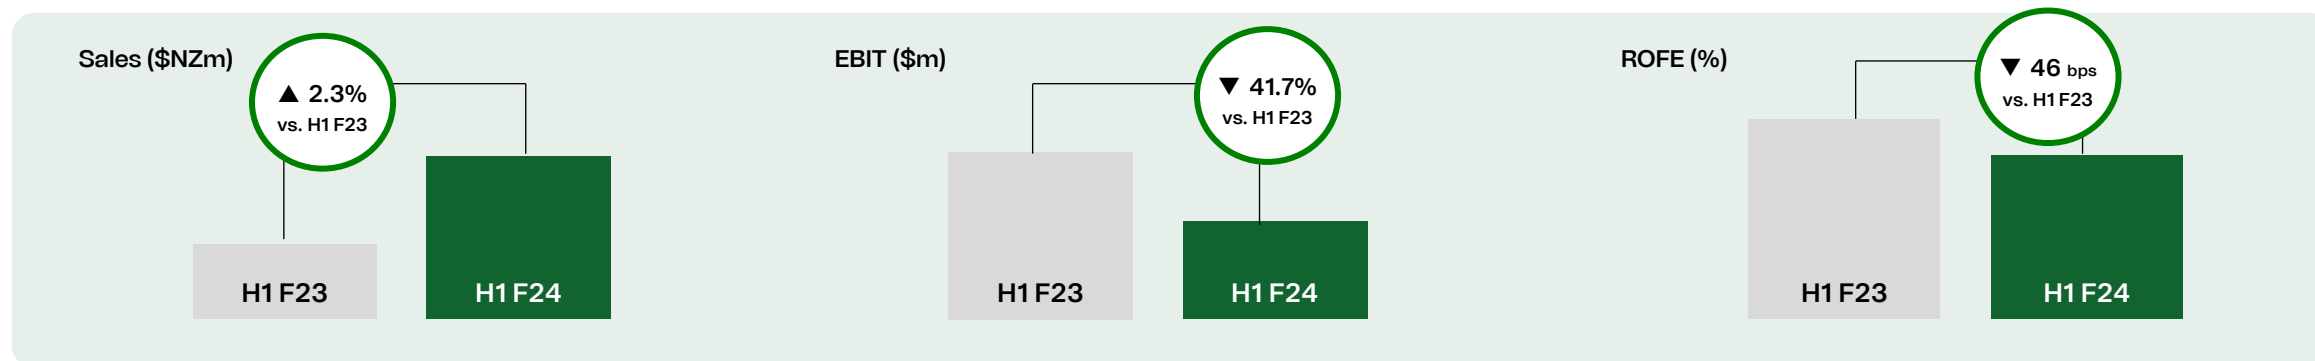 Sales ($NZm)
▲ 2.3%
vs. H1 F23
H1 F23
H1 F24
EBIT ($m)
▼ 41.7%
vs. H1 F23
H1 F23
H1 F24
ROFE (%)
▼ 46 bps
vs. H1 F23
H1 F23
H1 F24